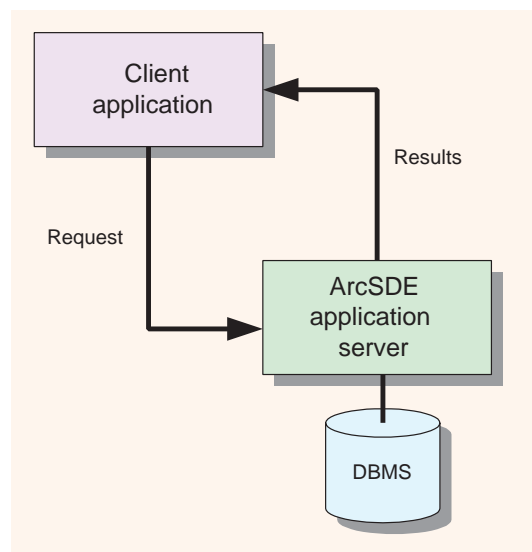 Client
application
Results
Request
ArcSDE
application
server
DBMS